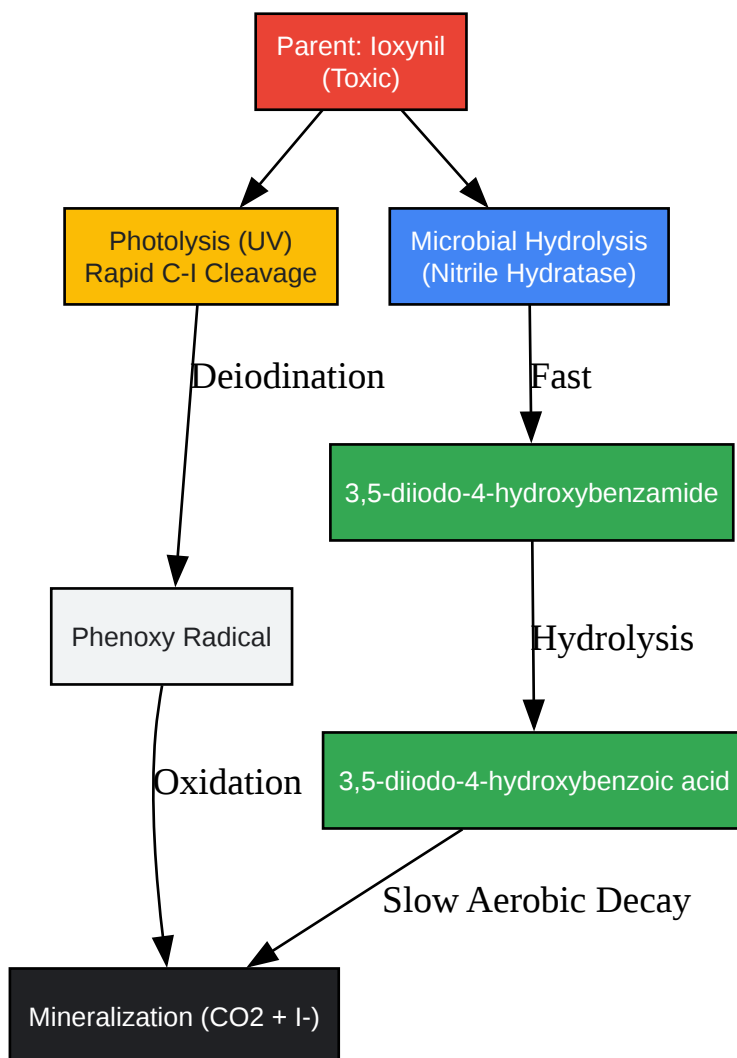 Parent: Ioxynil
(Toxic)
Photolysis (UV)
Rapid C-I Cleavage
Microbial Hydrolysis
(Nitrile Hydratase)
Deiodination
Fast
3,5-diiodo-4-hydroxybenzamide
Phenoxy Radical
Hydrolysis
3,5-diiodo-4-hydroxybenzoic acid
Oxidation
Slow Aerobic Decay
Mineralization (CO2 + I-)